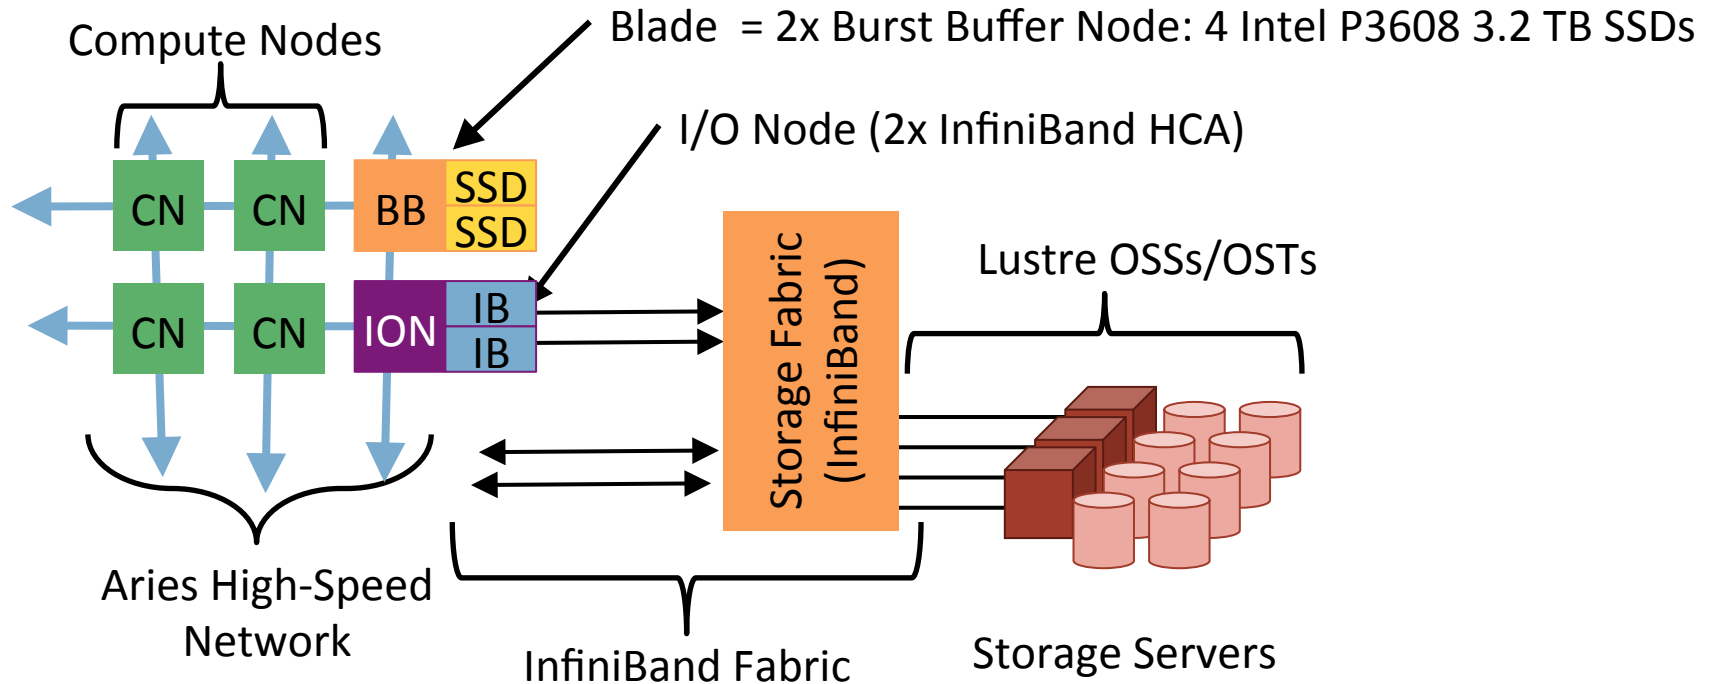 Compute Nodes
Blade  = 2x Burst Buffer Node: 4 Intel P3608 3.2 TB SSDs
I/O Node (2x InfiniBand HCA)
CN
CN
BB
SSD
SSD
CN
CN
ION
IB
IB
Storage Fabric
(InfiniBand)
Lustre OSSs/OSTs
Aries High-Speed
Network
InfiniBand Fabric
Storage Servers